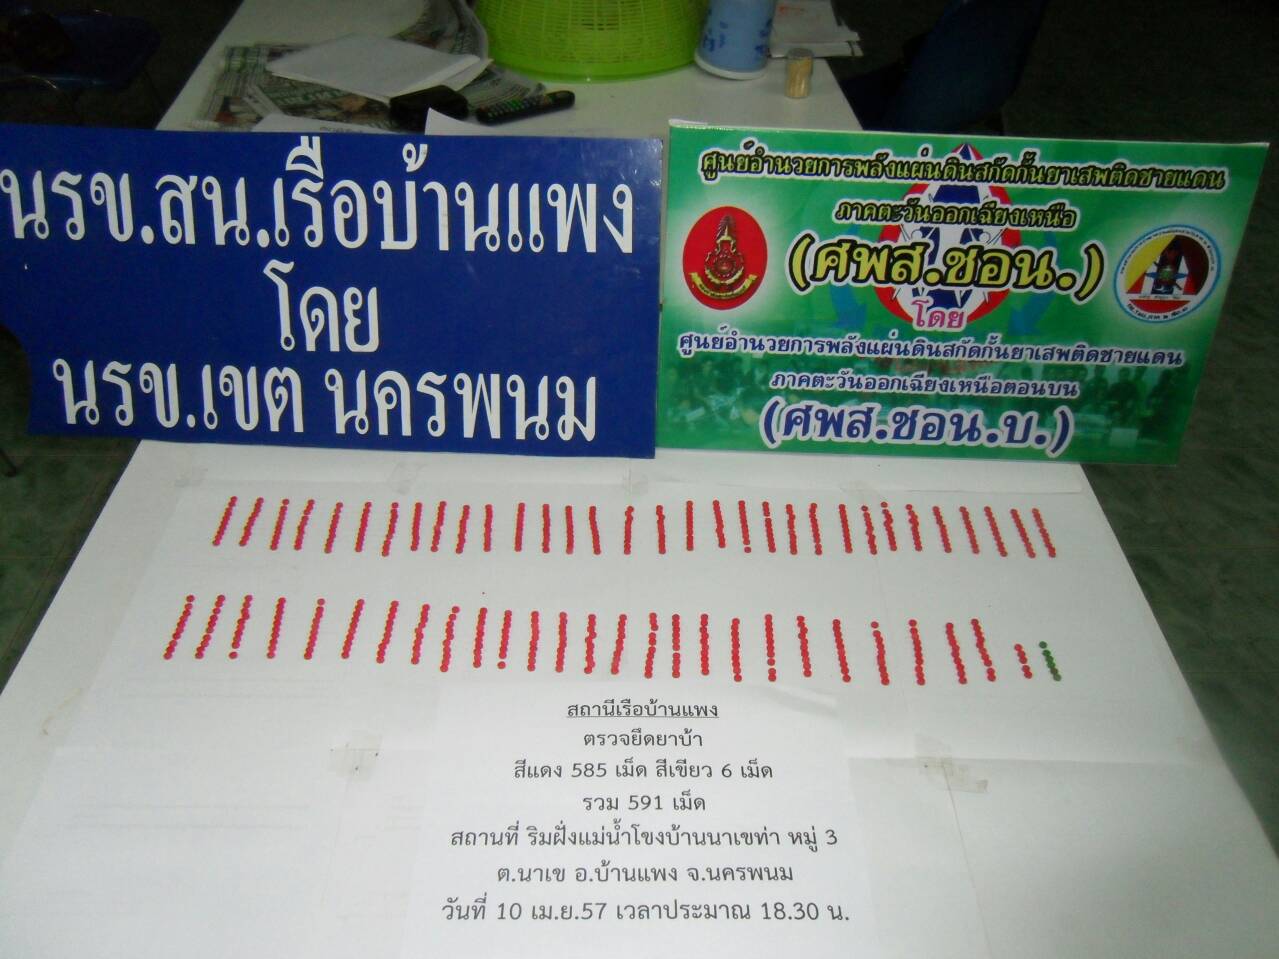 นรข.สน.เรือบ้านแพง
โดย
นรข.เขต นครพนม
ศูนย์อำนวยการพลังแผ่นดินสกัดกั้นยาเสพติดชายแดน
ภาคตะวันออกเฉียงเหนือ
(ศพส.ชอน.)
โดย
ศูนย์อำนวยการพลังแผ่นดินสกัดกั้นยาเสพติดชายแดน
ภาคตะวันออกเฉียงเหนือตอนบน
(ศพส.ชอน.บ.)
สถานีเรือบ้านแพง
ตรวจยึดยาบ้า
สีแดง 585 เม็ด สีเขียว 6 เม็ด
รวม 591 เม็ด
สถานที่ ริมฝั่งแม่น้ำโขงบ้านนาเขท่า หมู่ 3
ต.นาเข อ.บ้านแพง จ.นครพนม
วันที่ 10 เม.ย.57 เวลาประมาณ 18.30 น.